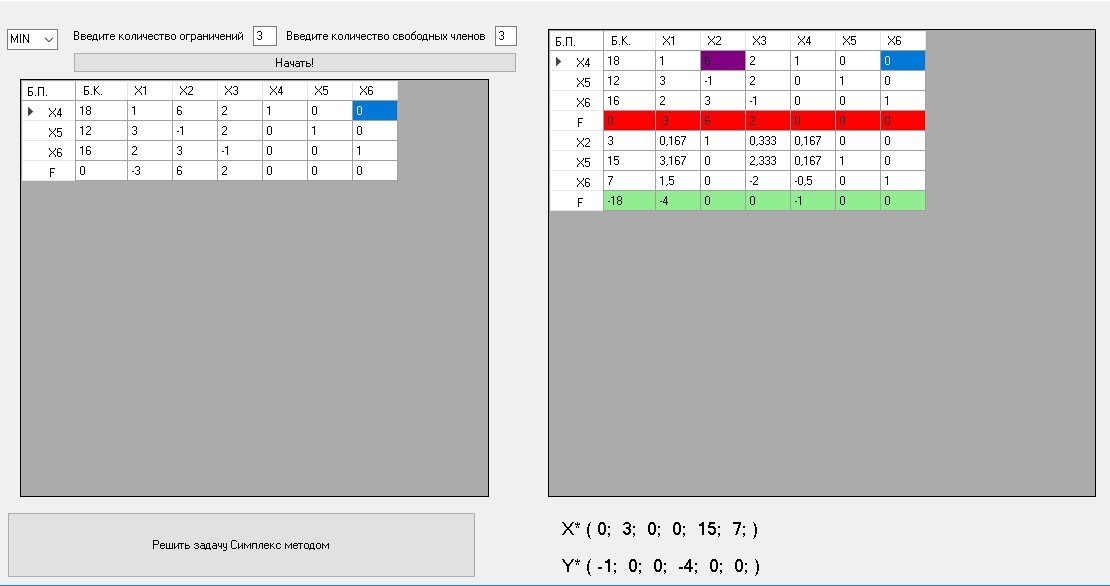 MIN Введите количество ограничений 3 Введите количество свободных членов 3
Начать!
Б.П. Б.К. X1 X2 X3 X4 X5 X6
X4 18 1 6 2 1 0 0
X5 12 3 -1 2 0 1 0
X6 16 2 3 -1 0 0 1
F 0 -3 6 2 0 0 0
Решить задачу Симплекс методом
Б.П. Б.К. X1 X2 X3 X4 X5 X6
X4 18 1 6 2 1 0 0
X5 12 3 -1 2 0 1 0
X6 16 2 3 -1 0 0 1
F 0 -3 6 2 0 0 0
X2 3 0,167 1 0,333 0,167 0 0
X5 15 3,167 0 2,333 0,167 1 0
X6 7 1,5 0 -2 -0,5 0 1
F -18 -4 0 0 -1 0 0
X* ( 0; 3; 0; 0; 15; 7; )
Y* ( -1; 0; 0; -4; 0; 0; )